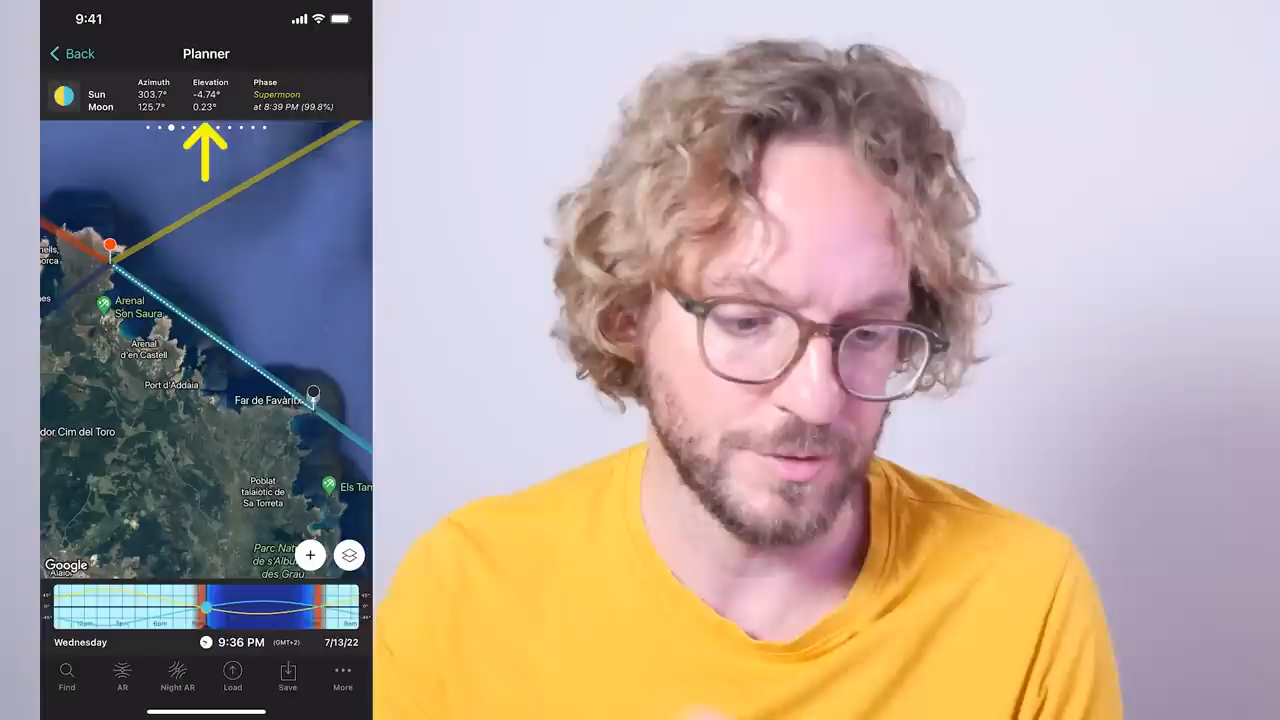 9:41
Back
Planner
Azimuth
Elevation
Phase
Sun
303.7°
-4.74°
Supermoon
Moon
125.7°
0.23°
at 8:39 PM (99.8%)
Arenal
Son Saura
Arenal
d'en Castell
Port d'Addaia
Far de Favàrit
dor Cim del Toro
Poblat
talaiòtic de
Sa Torreta
Els Tam
Parc Nat
de s'Albu
des Grau
Google
Wednesday
9:36 PM
(GMT+2)
7/13/22
Find
AR
Night AR
Load
Save
More